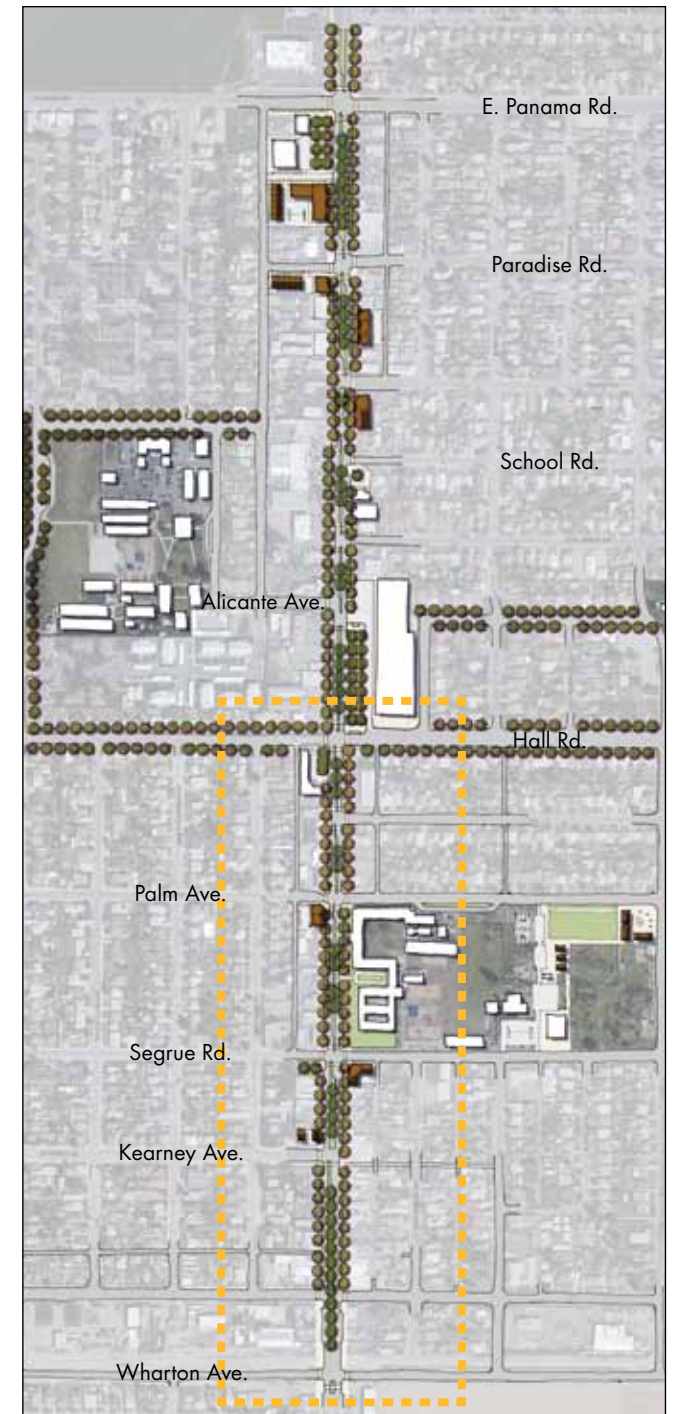 E. Panama Rd.
Paradise Rd.
School Rd.
Alicante Ave.
Hall Rd.
Palm Ave.
Segrue Rd.
Kearney Ave.
Wharton Ave.